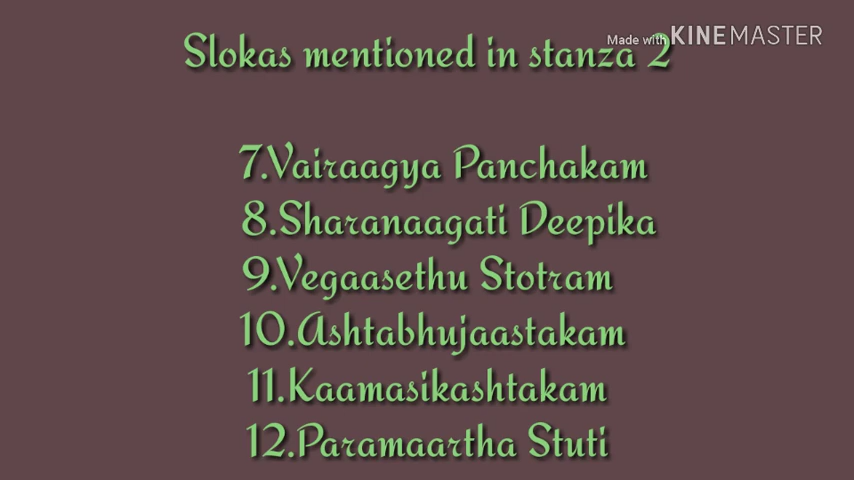 Made with KINEMASTER
Slokas mentioned in stanza 2
7.Vairaagya Panchakam
8.Sharanaagati Deepika
9.Vegaasethu Stotram
10.Ashtabhujaastakam
11.Kaamasikashtakam
12.Paramaartha Stuti